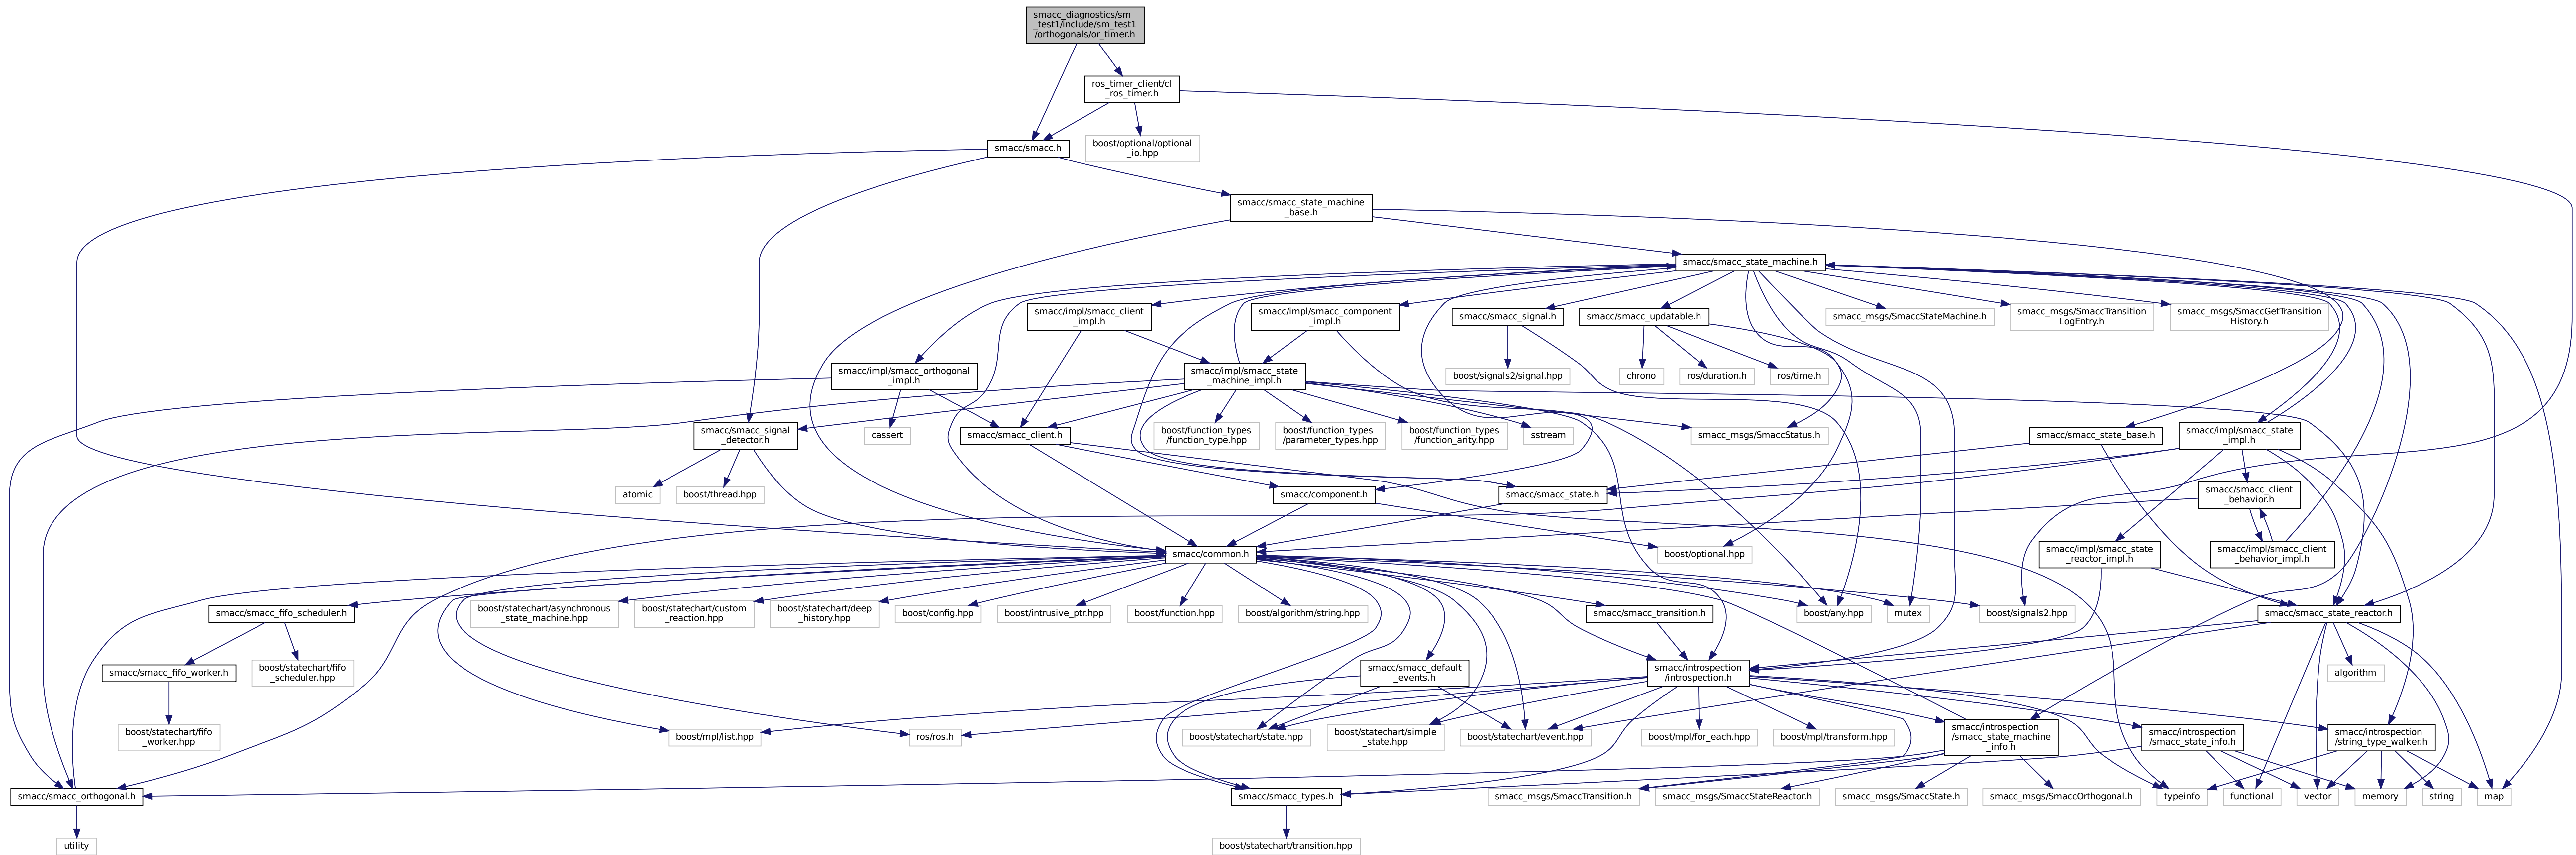 smacc_diagnostics/sm
_test1/include/sm_test1
/orthogonals/or_timer.h
ros_timer_client/cl
_ros_timer.h
smacc/smacc.h
boost/optional/optional
_io.hpp
smacc/smacc_state_machine
_base.h
smacc/smacc_state_machine.h
smacc/impl/smacc_client
_impl.h
smacc/impl/smacc_component
_impl.h
smacc/smacc_signal.h
smacc/smacc_updatable.h
smacc_msgs/SmaccStateMachine.h
smacc_msgs/SmaccTransition
LogEntry.h
smacc_msgs/SmaccGetTransition
History.h
smacc/impl/smacc_orthogonal
_impl.h
smacc/impl/smacc_state
_machine_impl.h
boost/signals2/signal.hpp
chrono
ros/duration.h
ros/time.h
smacc/smacc_signal
_detector.h
cassert
smacc/smacc_client.h
boost/function_types
/function_type.hpp
boost/function_types
/parameter_types.hpp
boost/function_types
/function_arity.hpp
sstream
smacc_msgs/SmaccStatus.h
smacc/smacc_state_base.h
smacc/impl/smacc_state
_impl.h
atomic
boost/thread.hpp
smacc/component.h
smacc/smacc_state.h
smacc/smacc_client
_behavior.h
smacc/common.h
boost/optional.hpp
smacc/impl/smacc_state
_reactor_impl.h
smacc/impl/smacc_client
_behavior_impl.h
smacc/smacc_fifo_scheduler.h
boost/statechart/asynchronous
_state_machine.hpp
boost/statechart/custom
_reaction.hpp
boost/statechart/deep
_history.hpp
boost/config.hpp
boost/intrusive_ptr.hpp
boost/function.hpp
boost/algorithm/string.hpp
smacc/smacc_transition.h
boost/any.hpp
mutex
boost/signals2.hpp
smacc/smacc_state_reactor.h
smacc/smacc_fifo_worker.h
boost/statechart/fifo
_scheduler.hpp
smacc/smacc_default
_events.h
smacc/introspection
/introspection.h
algorithm
boost/statechart/fifo
_worker.hpp
boost/mpl/list.hpp
ros/ros.h
boost/statechart/state.hpp
boost/statechart/simple
_state.hpp
boost/statechart/event.hpp
boost/mpl/for_each.hpp
boost/mpl/transform.hpp
smacc/introspection
/smacc_state_machine
_info.h
smacc/introspection
/smacc_state_info.h
smacc/introspection
/string_type_walker.h
smacc/smacc_orthogonal.h
smacc/smacc_types.h
smacc_msgs/SmaccTransition.h
smacc_msgs/SmaccStateReactor.h
smacc_msgs/SmaccState.h
smacc_msgs/SmaccOrthogonal.h
typeinfo
functional
vector
memory
string
map
utility
boost/statechart/transition.hpp